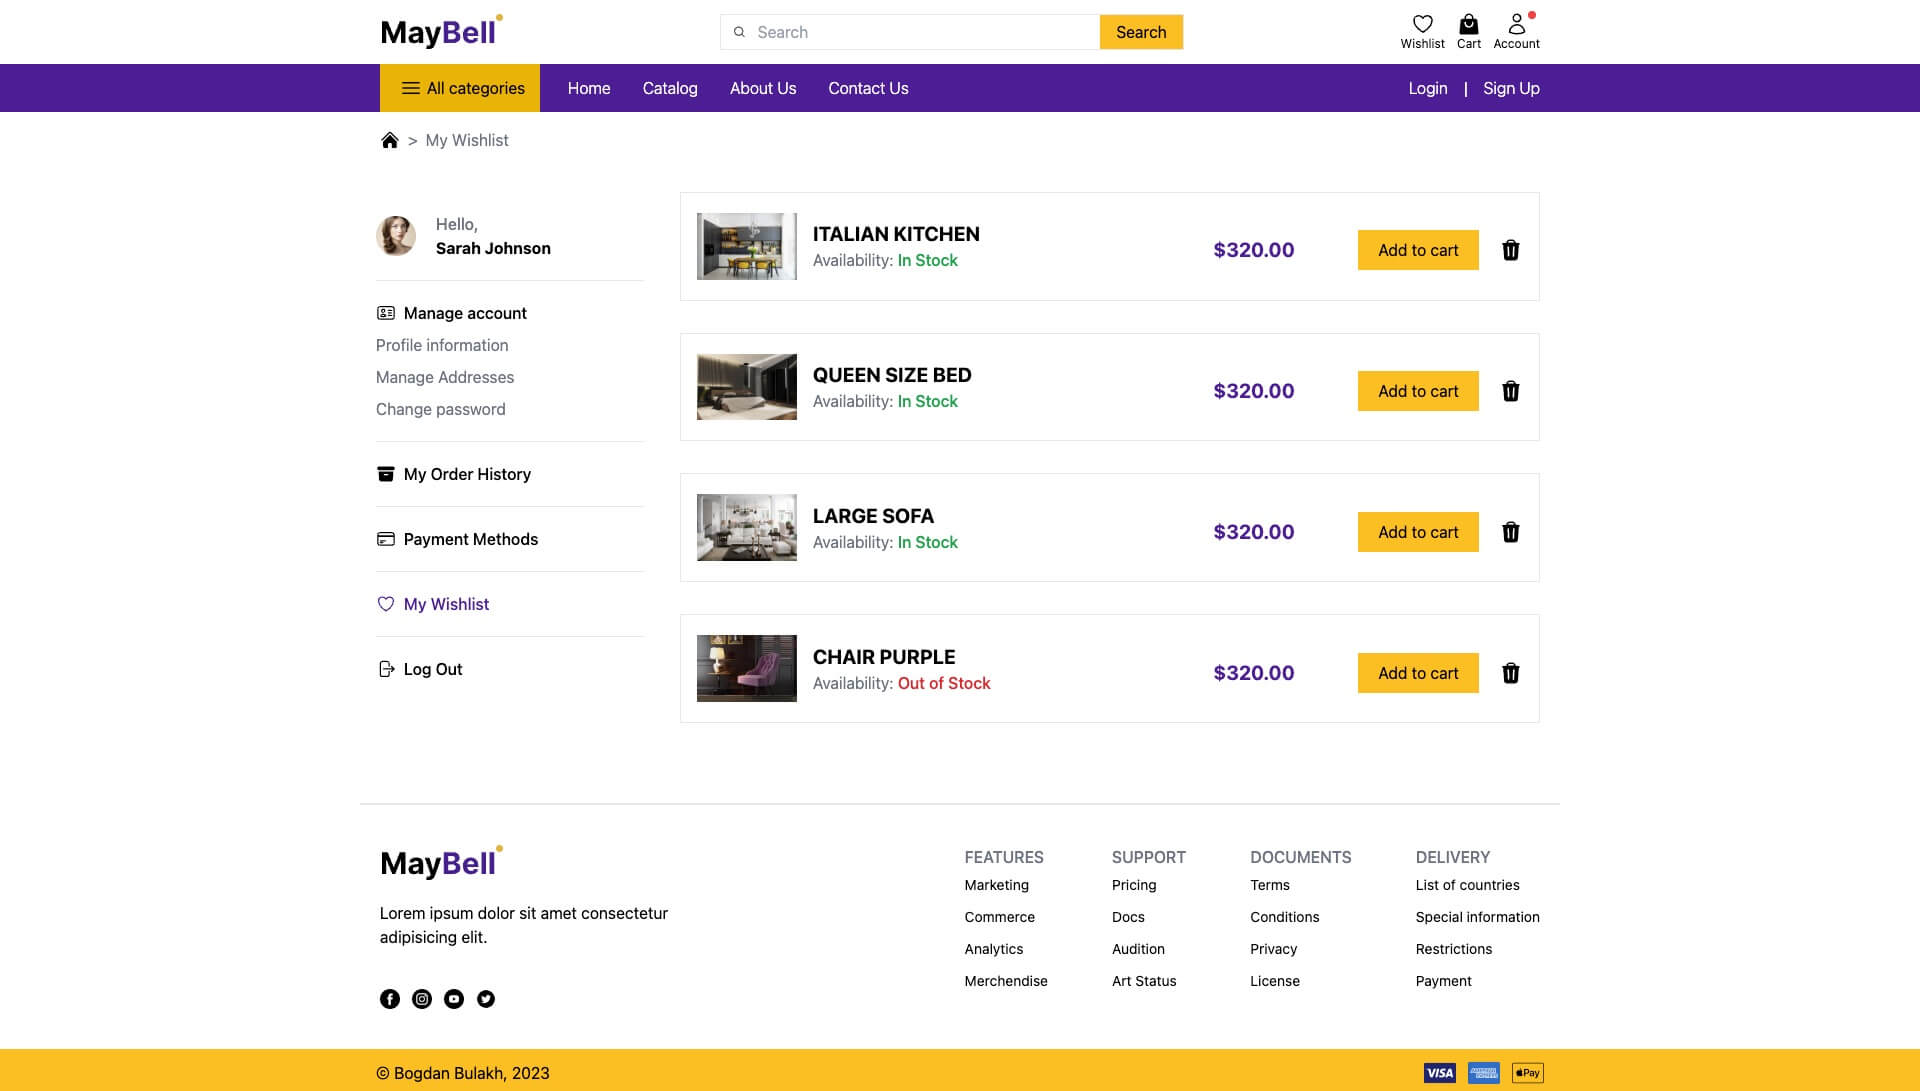 MayBell
Search
Search
Wishlist
Cart
Account
All categories
Home
Catalog
About Us
Contact Us
Login
|
Sign Up
> My Wishlist
Hello,
Sarah Johnson
Manage account
Profile information
Manage Addresses
Change password
My Order History
Payment Methods
My Wishlist
Log Out
ITALIAN KITCHEN
Availability: In Stock
$320.00
Add to cart
QUEEN SIZE BED
Availability: In Stock
$320.00
Add to cart
LARGE SOFA
Availability: In Stock
$320.00
Add to cart
CHAIR PURPLE
Availability: Out of Stock
$320.00
Add to cart
MayBell
Lorem ipsum dolor sit amet consectetur
adipisicing elit.
FEATURES
Marketing
Commerce
Analytics
Merchendise
SUPPORT
Pricing
Docs
Audition
Art Status
DOCUMENTS
Terms
Conditions
Privacy
License
DELIVERY
List of countries
Special information
Restrictions
Payment
© Bogdan Bulakh, 2023
VISA
AMERICAN EXPRESS
Pay